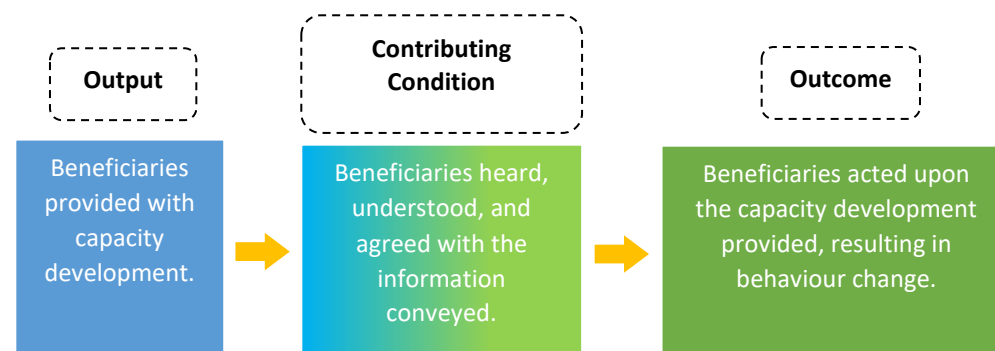 Output
Beneficiaries
provided with
capacity
development.
Contributing
Condition
Beneficiaries heard,
understood, and
agreed with the
information
conveyed.
Outcome
Beneficiaries acted upon
the capacity development
provided, resulting in
behaviour change.